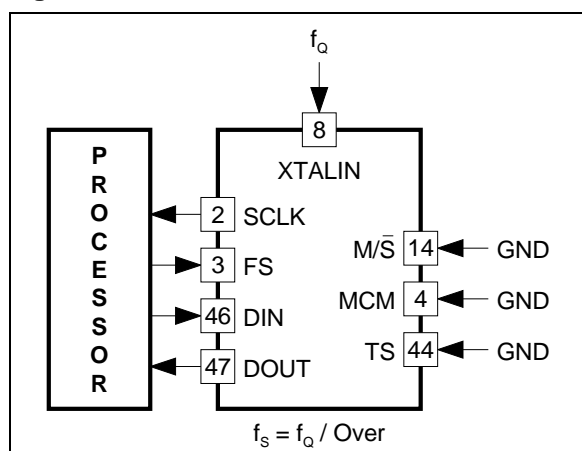 f_Q
8
XTALIN
PROCESSOR
2 SCLK
3 FS
46 DIN
47 DOUT
M/S̅ 14 GND
MCM 4 GND
TS 44 GND
f_S = f_Q / Over